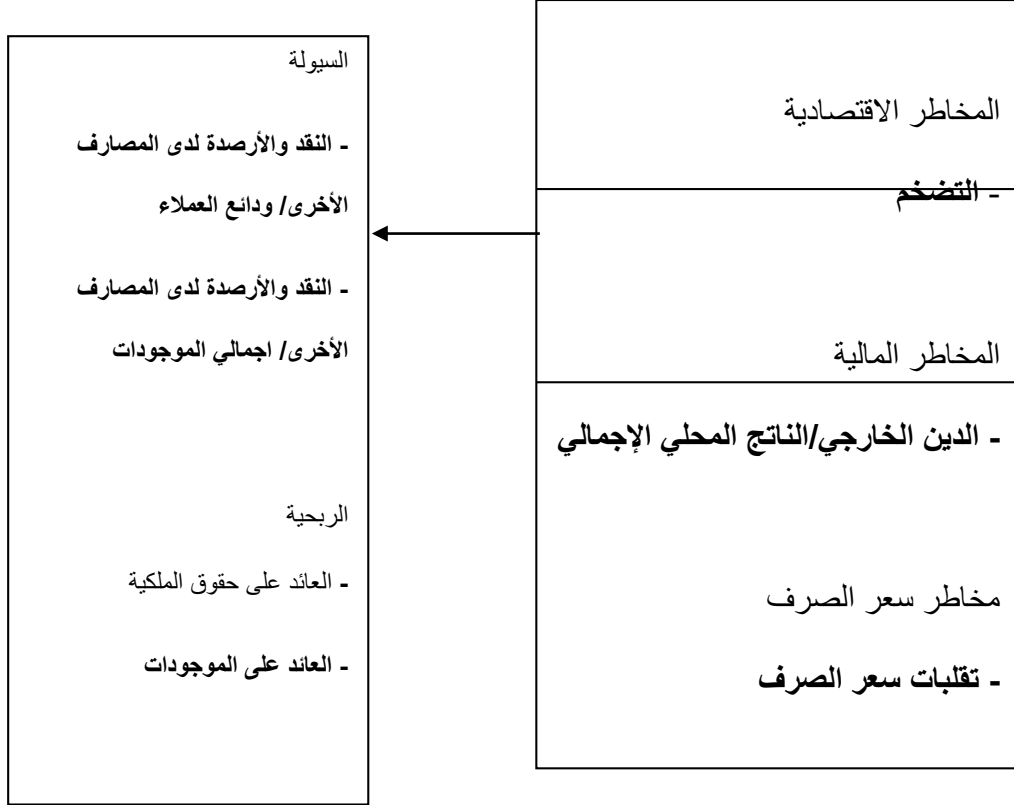 المخاطر الاقتصادية
- التضخم
المخاطر المالية
- الدين الخارجي/الناتج المحلي الإجمالي
مخاطر سعر الصرف
- تقلبات سعر الصرف
السيولة
- النقد والأرصدة لدى المصارف
الأخرى/ ودائع العملاء
- النقد والأرصدة لدى المصارف
الأخرى/ اجمالي الموجودات
الربحية
- العائد على حقوق الملكية
- العائد على الموجودات